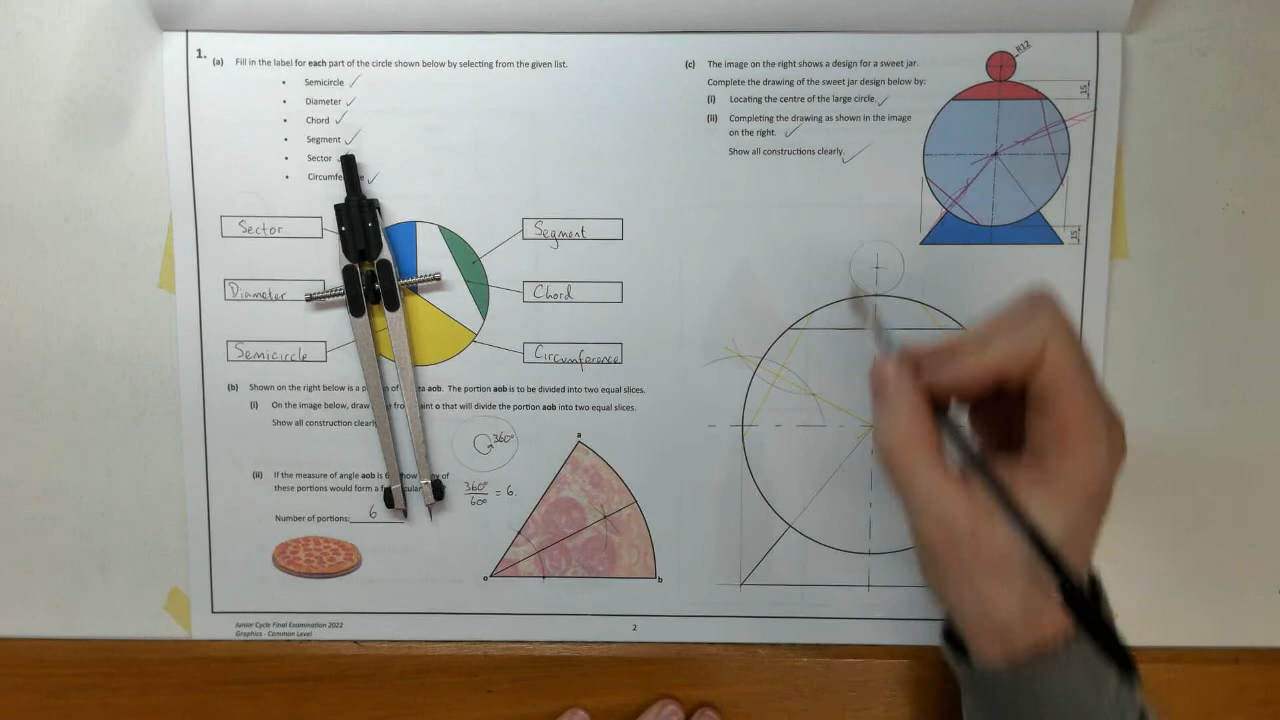 1.
(a) Fill in the label for each part of the circle shown below by selecting from the given list.
• Semicircle
• Diameter
• Chord
• Segment
• Sector
•
Sector
Diameter
Semicircle
Segment
Chord
Circumference
(b) Shown on the right below is a aob. The portion aob is to be divided into two equal slices.
(i) On the image below, draw o that will divide the portion aob into two equal slices.
Show all construction
360°
a
(ii) If the measure of angle aob is of
these portions would form a
360°
60° = 6.
Number of portions: 6
o
b
Junior Cycle Final Examination 2022
Graphics - Common Level
2
(c) The image on the right shows a design for a sweet jar.
Complete the drawing of the sweet jar design below by:
(i) Locating the centre of the large circle.
(ii) Completing the drawing as shown in the image
on the right.
Show all constructions clearly.
R12
15
15